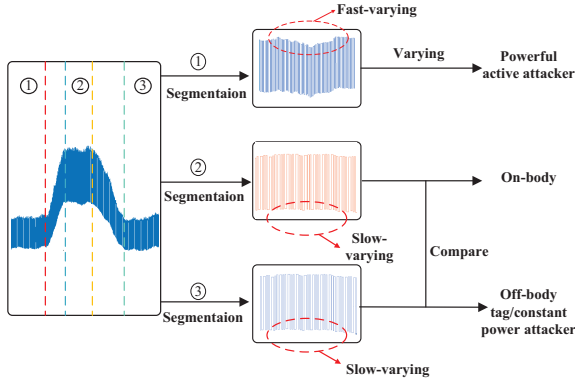 Fast-varying
① ② ③
①
Segmentaion
Varying
Powerful
active attacker
②
Segmentaion
On-body
Slow-
varying
Compare
③
Segmentaion
Off-body
tag/constant
power attacker
Slow-varying